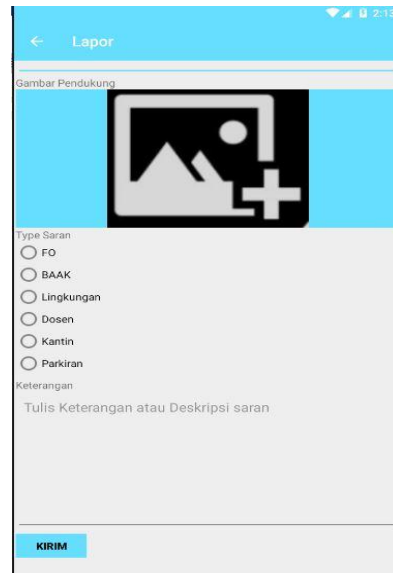 2:13
Lapor
Gambar Pendukung
Type Saran
FO
BAAK
Lingkungan
Dosen
Kantin
Parkiran
Keterangan
Tulis Keterangan atau Deskripsi saran
KIRIM